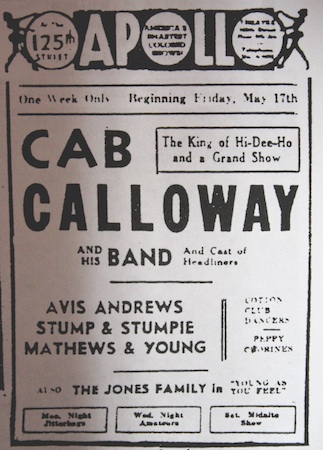 125th
STREET
APOLLO
AMERICA'S
SMARTEST
COLORED
SHOWS
One Week Only Beginning Friday, May 17th
CAB
The King of Hi-Dee-Ho
and a Grand Show
CALLOWAY
AND
HIS BAND
And Cast of
Headliners
AVIS ANDREWS
STUMP & STUMPIE
MATHEWS & YOUNG
COTTON
CLUB
DANCERS
PEPPY
CHORINES
ALSO THE JONES FAMILY in "YOUNG AS
YOU FEEL"
Mon. Night
Jitterbugs
Wed. Night
Amateurs
Sat. Midnite
Show